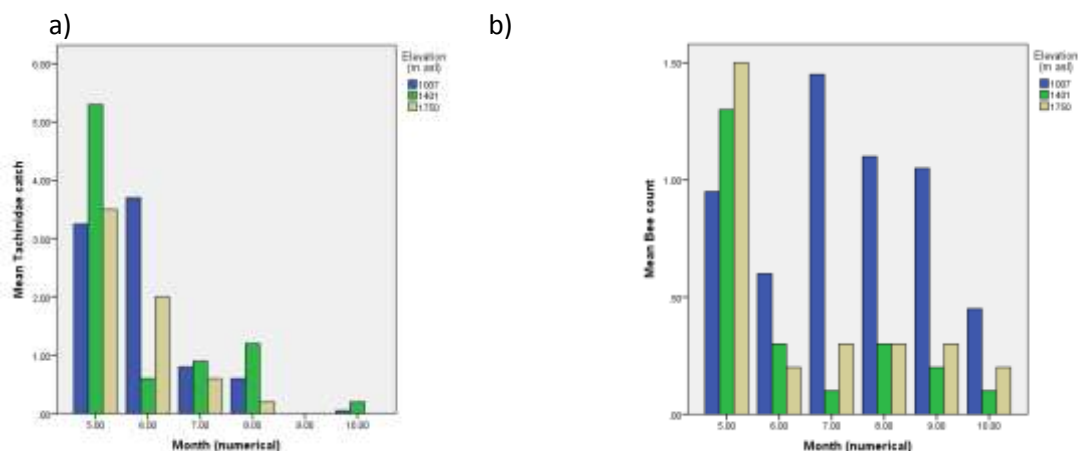 a)
b)
Elevation
(m asl)
1007
1401
1750
6.00
5.00
4.00
3.00
2.00
1.00
.00
Mean Tachinidae catch
5.00 6.00 7.00 8.00 9.00 10.00
Month (numerical)
Elevation
(m asl)
1007
1401
1750
1.50
1.00
.50
.00
Mean Bee count
5.00 6.00 7.00 8.00 9.00 10.00
Month (numerical)